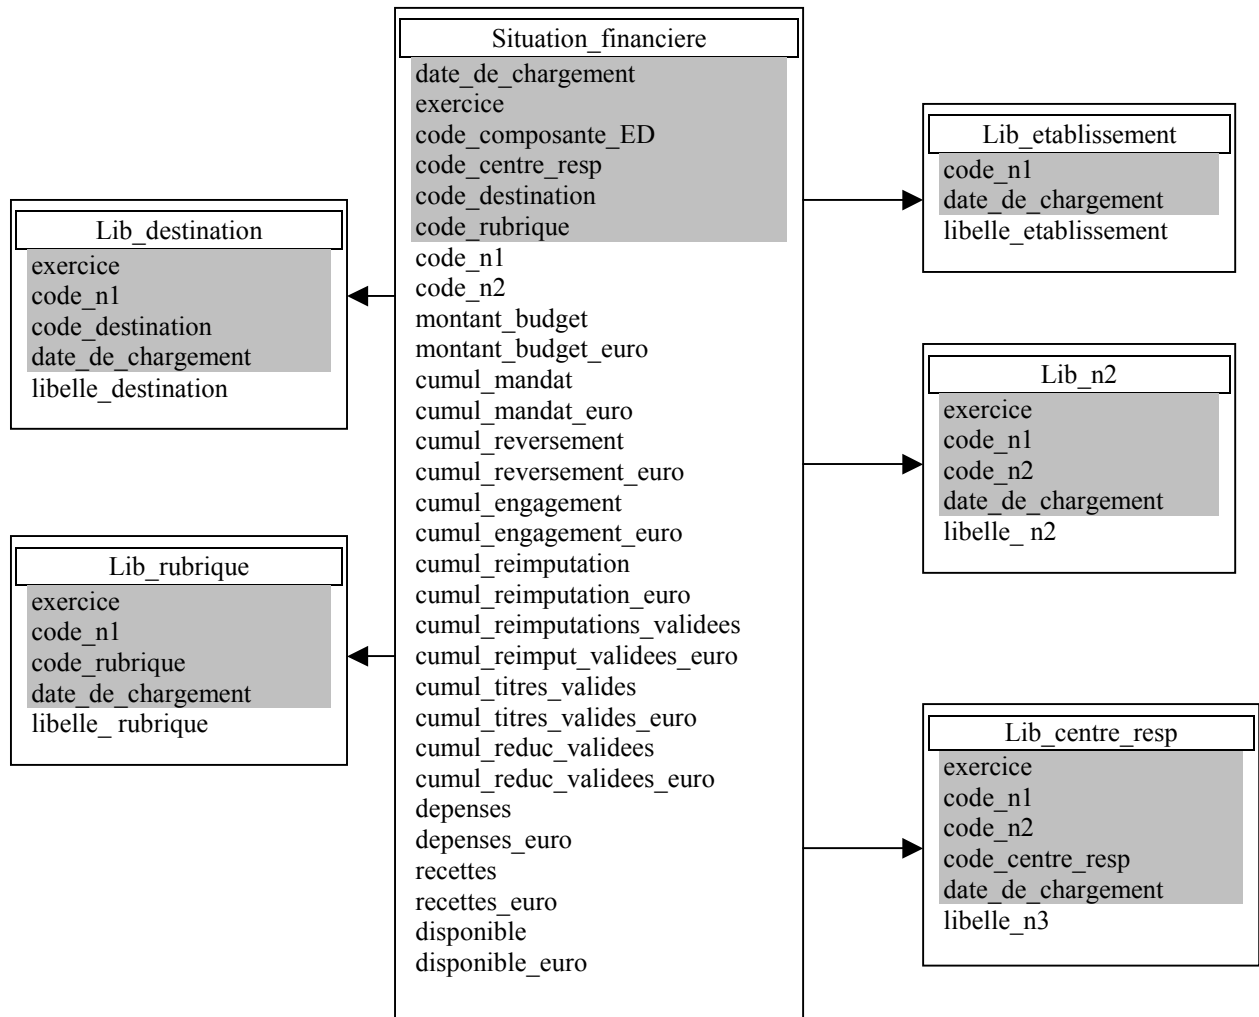 Situation_financiere
date_de_chargement
exercice
code_composante_ED
code_centre_resp
code_destination
code_rubrique
code_n1
code_n2
montant_budget
montant_budget_euro
cumul_mandat
cumul_mandat_euro
cumul_reversement
cumul_reversement_euro
cumul_engagement
cumul_engagement_euro
cumul_reimputation
cumul_reimputation_euro
cumul_reimputations_validees
cumul_reimput_validees_euro
cumul_titres_valides
cumul_titres_valides_euro
cumul_reduc_validees
cumul_reduc_validees_euro
depenses
depenses_euro
recettes
recettes_euro
disponible
disponible_euro
Lib_destination
exercice
code_n1
code_destination
date_de_chargement
libelle_destination
Lib_rubrique
exercice
code_n1
code_rubrique
date_de_chargement
libelle_ rubrique
Lib_etablissement
code_n1
date_de_chargement
libelle_etablissement
Lib_n2
exercice
code_n1
code_n2
date_de_chargement
libelle_ n2
Lib_centre_resp
exercice
code_n1
code_n2
code_centre_resp
date_de_chargement
libelle_n3